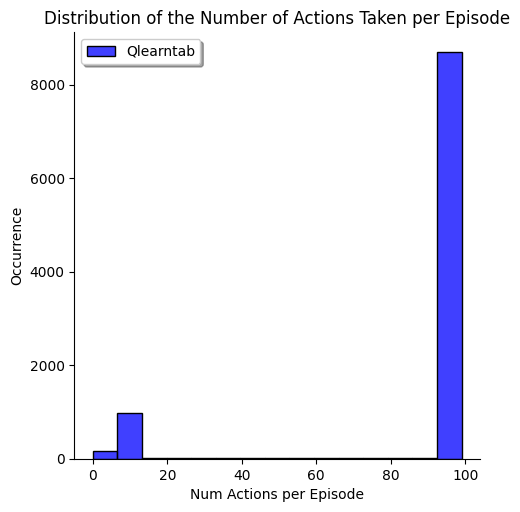 Distribution of the Number of Actions Taken per Episode
Qlearntab
Occurrence
8000
6000
4000
2000
0
0 20 40 60 80 100
Num Actions per Episode